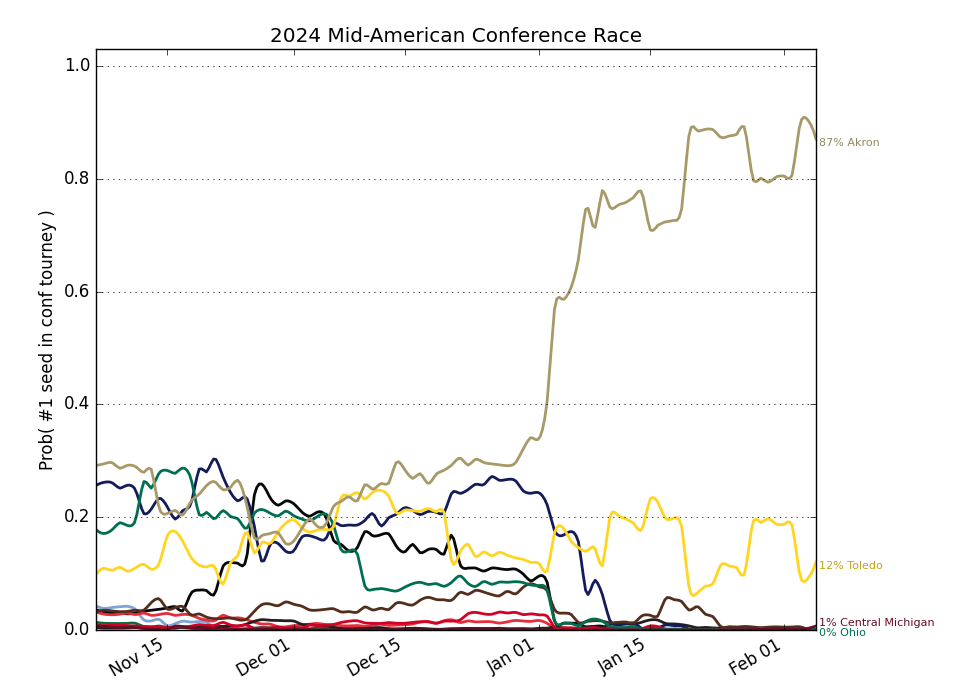 2024 Mid-American Conference Race
Prob( #1 seed in conf tourney )
1.0
0.8
0.6
0.4
0.2
0.0
87% Akron
12% Toledo
1% Central Michigan
0% Ohio
Nov 15
Dec 01
Dec 15
Jan 01
Jan 15
Feb 01